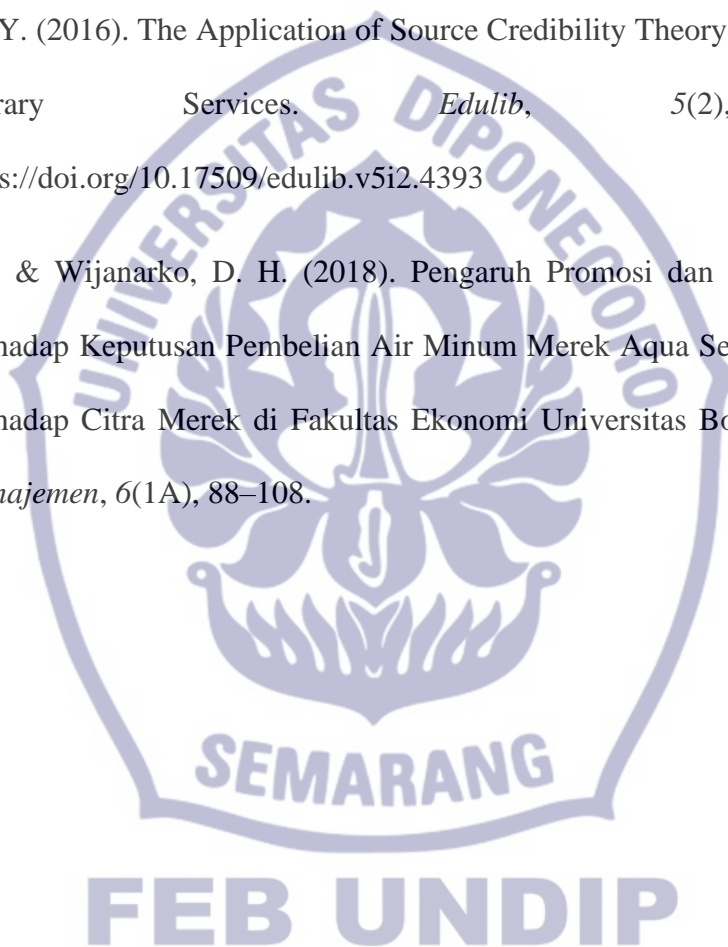 Y. (2016). The Application of Source Credibility Theory
rary Services. Edulib, 5(2),
s://doi.org/10.17509/edulib.v5i2.4393
& Wijanarko, D. H. (2018). Pengaruh Promosi dan
hadap Keputusan Pembelian Air Minum Merek Aqua Se
hadap Citra Merek di Fakultas Ekonomi Universitas Bo
najemen, 6(1A), 88–108.
UNIVERSITAS DIPONEGORO
SEMARANG
FEB UNDIP